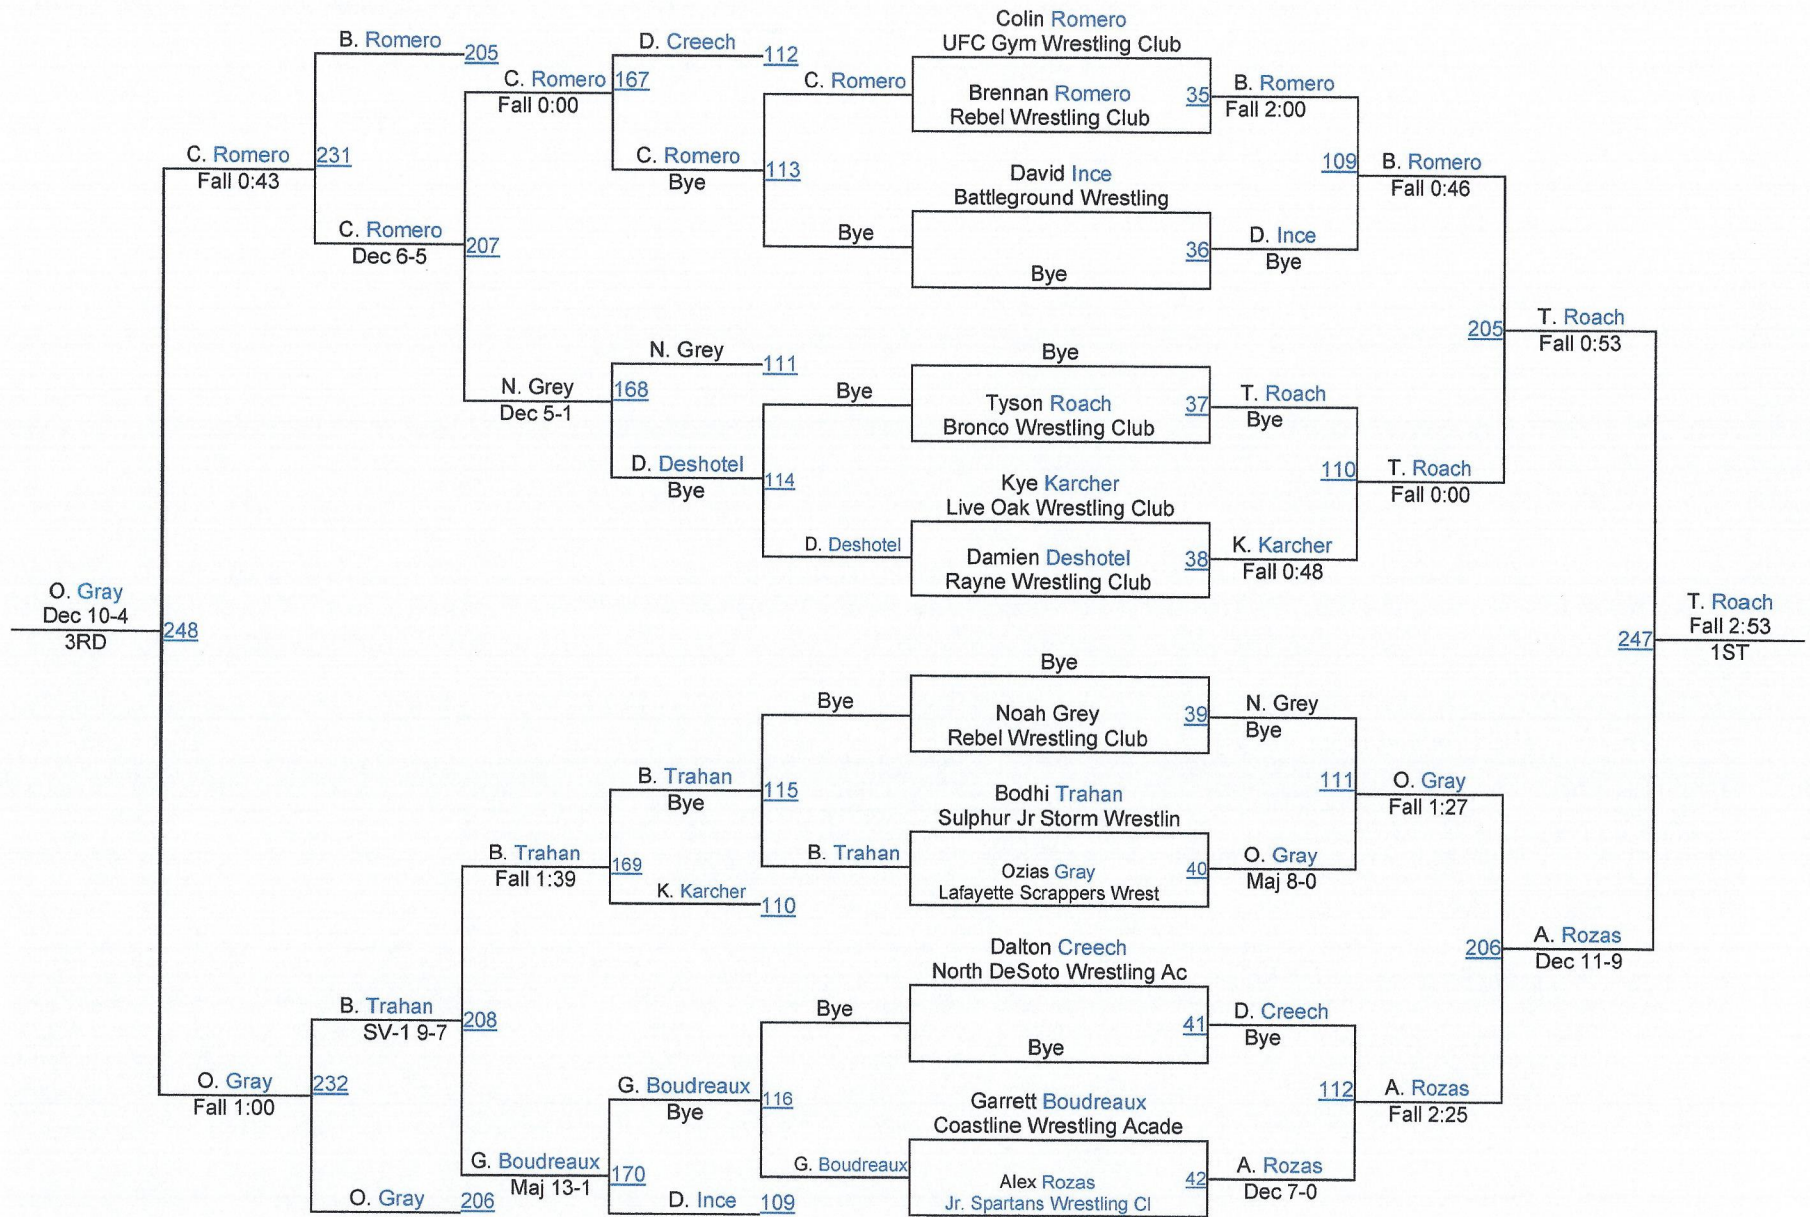 Colin Romero
UFC Gym Wrestling Club
B. Romero
205
D. Creech
112
C. Romero
167
Fall 0:00
C. Romero
Brennan Romero
Rebel Wrestling Club
35
B. Romero
Fall 2:00
C. Romero
Fall 0:43
231
C. Romero
Bye
113
David Ince
Battleground Wrestling
109
B. Romero
Fall 0:46
C. Romero
Dec 6-5
207
Bye
Bye
36
D. Ince
Bye
205
T. Roach
Fall 0:53
N. Grey
111
Bye
N. Grey
Dec 5-1
168
Bye
Tyson Roach
Bronco Wrestling Club
37
T. Roach
Bye
D. Deshotel
Bye
114
Kye Karcher
Live Oak Wrestling Club
110
T. Roach
Fall 0:00
D. Deshotel
Damien Deshotel
Rayne Wrestling Club
38
K. Karcher
Fall 0:48
O. Gray
Dec 10-4
3RD
248
T. Roach
Fall 2:53
1ST
247
Bye
Bye
Noah Grey
Rebel Wrestling Club
39
N. Grey
Bye
B. Trahan
Bye
115
Bodhi Trahan
Sulphur Jr Storm Wrestlin
111
O. Gray
Fall 1:27
B. Trahan
Fall 1:39
169
B. Trahan
Ozias Gray
Lafayette Scrappers Wrest
40
O. Gray
Maj 8-0
K. Karcher
110
Dalton Creech
North DeSoto Wrestling Ac
206
A. Rozas
Dec 11-9
B. Trahan
SV-1 9-7
208
Bye
Bye
41
D. Creech
Bye
O. Gray
Fall 1:00
232
G. Boudreaux
Bye
116
Garrett Boudreaux
Coastline Wrestling Acade
112
A. Rozas
Fall 2:25
G. Boudreaux
Maj 13-1
170
G. Boudreaux
Alex Rozas
Jr. Spartans Wrestling Cl
42
A. Rozas
Dec 7-0
O. Gray
206
D. Ince
109